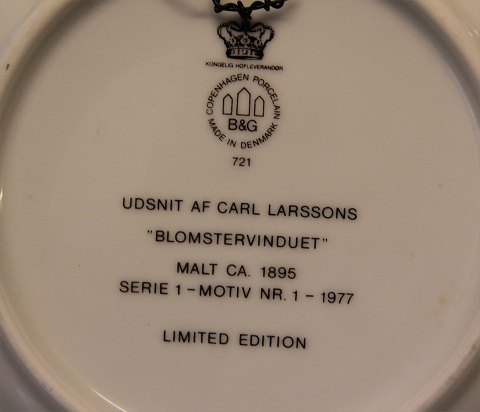 KONGELIG HOFLEVERANDØR
COPENHAGEN PORCELAIN
B&G
MADE IN DENMARK
721
UDSNIT AF CARL LARSSONS
"BLOMSTERVINDUET"
MALT CA. 1895
SERIE 1 - MOTIV NR. 1 - 1977
LIMITED EDITION